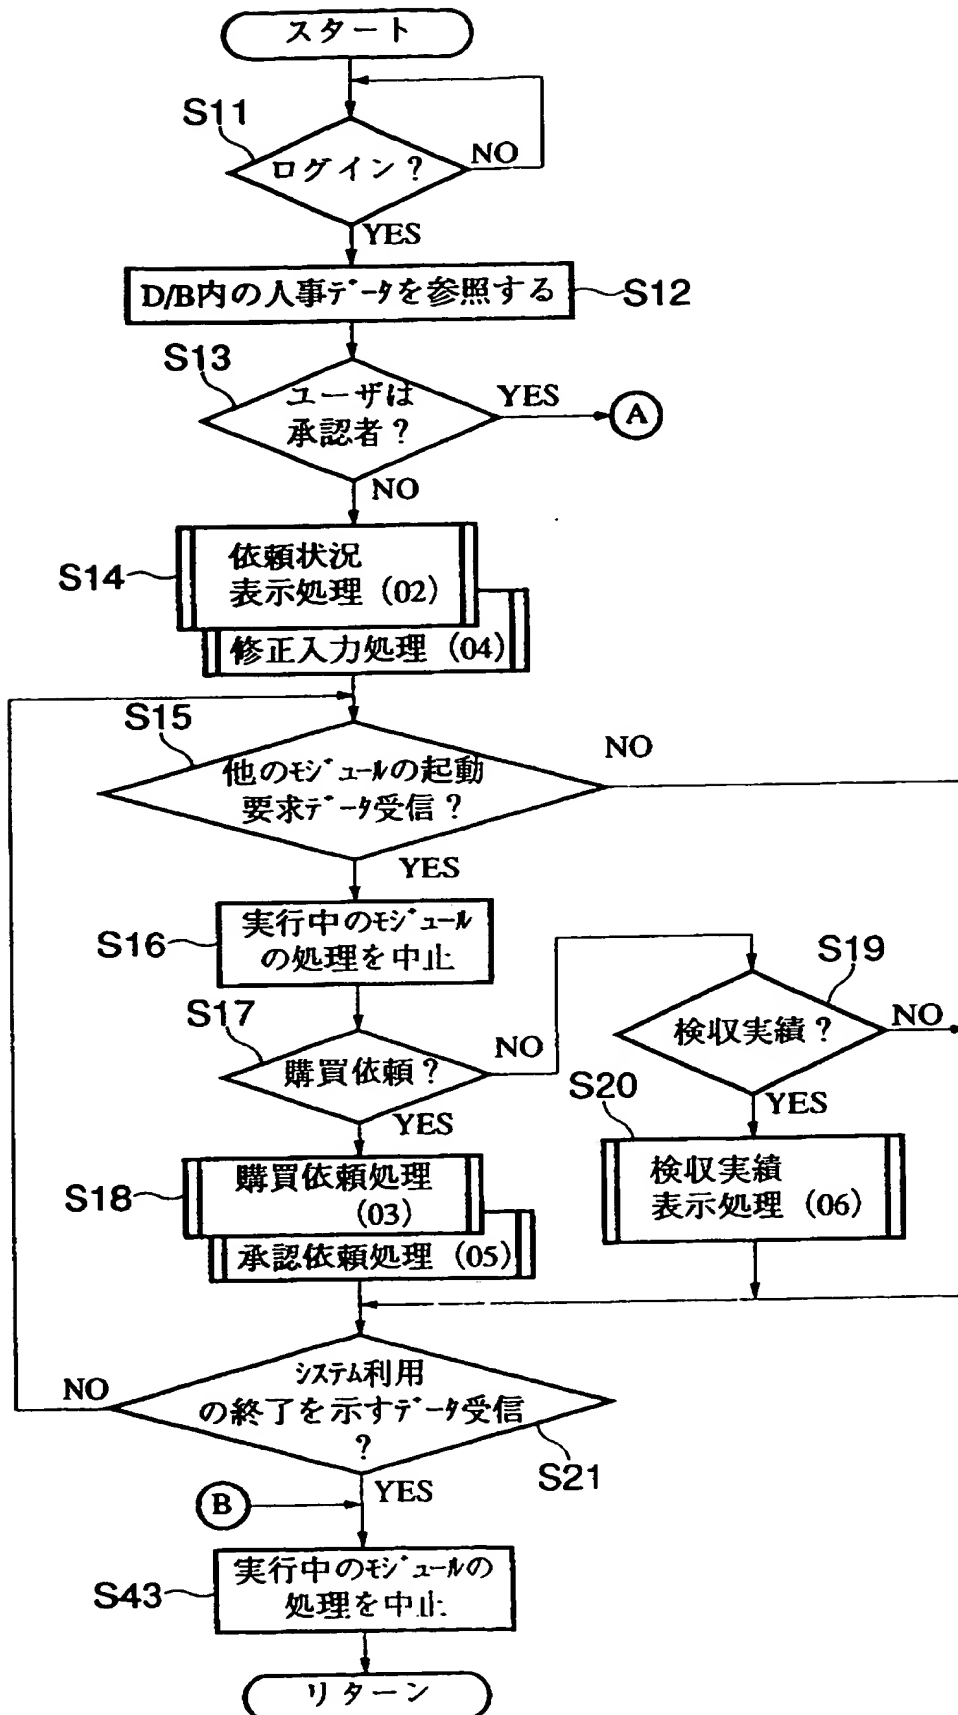 スタート
S11
ログイン？
NO
YES
D/B内の人事データを参照する
S12
S13
ユーザは
承認者？
YES
A
NO
S14
依頼状況
表示処理（02）
修正入力処理（04）
S15
他のモジュールの起動
要求データ受信？
NO
YES
S16
実行中のモジュール
の処理を中止
S17
購買依頼？
NO
S19
検収実績？
NO
YES
YES
S20
検収実績
表示処理（06）
S18
購買依頼処理
（03）
承認依頼処理（05）
システム利用
の終了を示すデータ受信
？
NO
S21
YES
B
S43
実行中のモジュールの
処理を中止
リターン